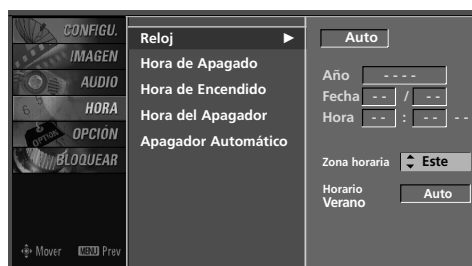 CONFIGU.
IMAGEN
AUDIO
HORA
OPCIÓN
BLOQUEAR
Mover MENU Prev
Reloj
Hora de Apagado
Hora de Encendido
Hora del Apagador
Apagador Automático
Auto
Año - - - -
Fecha - - / - -
Hora - - : - - - -
Zona horaria Este
Horario
Verano Auto
OPTION